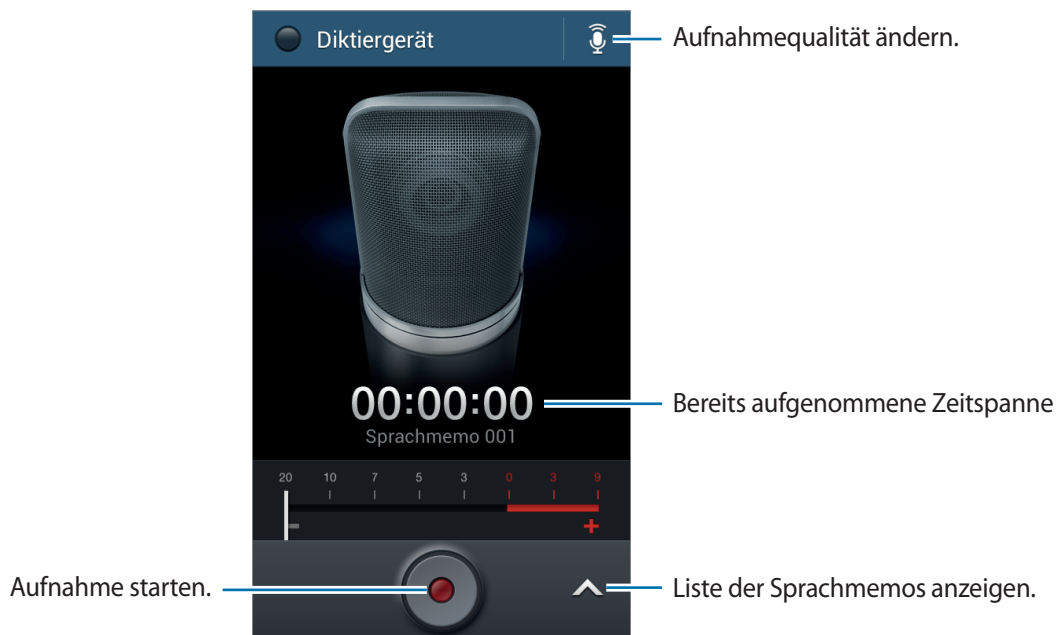 Diktiergerät
Aufnahmequalität ändern.
00:00:00
Bereits aufgenommene Zeitspanne
Sprachmemo 001
20 10 7 5 3 0 3 9
- +
Aufnahme starten.
Liste der Sprachmemos anzeigen.